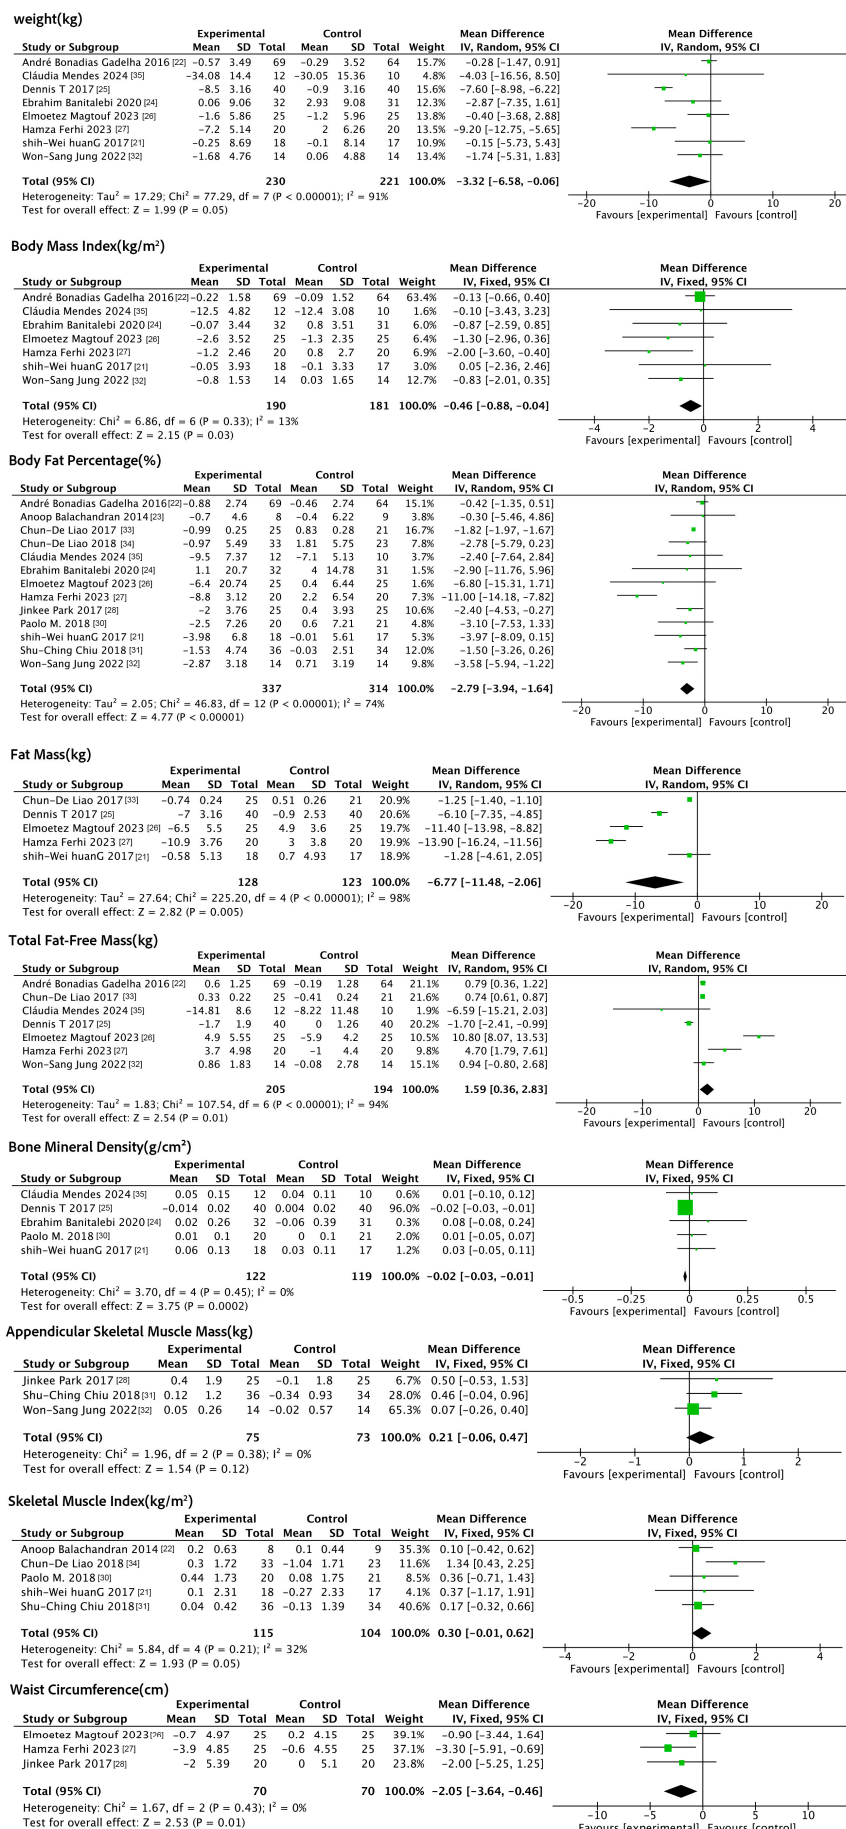 weight(kg)
Experimental Control Mean Difference Mean Difference
Study or Subgroup Mean SD Total Mean SD Total Weight IV, Random, 95% CI IV, Random, 95% CI
André Bonadias Gadelha 2016 [22] −0.57 3.49 69 −0.29 3.52 64 15.7% −0.28 [−1.47, 0.91]
Cláudia Mendes 2024 [35] −34.08 14.4 12 −30.05 15.36 10 4.8% −4.03 [−16.56, 8.50]
Dennis T 2017 [25] −8.5 3.16 40 −0.9 3.16 40 15.6% −7.60 [−8.98, −6.22]
Ebrahim Banitalebi 2020 [24] 0.06 9.06 32 2.93 9.08 31 12.3% −2.87 [−7.35, 1.61]
Elmoetez Magtouf 2023 [26] −1.6 5.86 25 −1.2 5.96 25 13.7% −0.40 [−3.68, 2.88]
Hamza Ferhi 2023 [27] −7.2 5.14 20 2 6.26 20 13.5% −9.20 [−12.75, −5.65]
shih-Wei huanG 2017 [21] −0.25 8.69 18 −0.1 8.14 17 10.9% −0.15 [−5.73, 5.43]
Won-Sang Jung 2022 [32] −1.68 4.76 14 0.06 4.88 14 13.4% −1.74 [−5.31, 1.83]
Total (95% CI) 230 221 100.0% −3.32 [−6.58, −0.06]
Heterogeneity: Tau² = 17.29; Chi² = 77.29, df = 7 (P < 0.00001); I² = 91%
Test for overall effect: Z = 1.99 (P = 0.05)
−20 −10 0 10 20
Favours [experimental] Favours [control]
Body Mass Index(kg/m²)
Experimental Control Mean Difference Mean Difference
Study or Subgroup Mean SD Total Mean SD Total Weight IV, Fixed, 95% CI IV, Fixed, 95% CI
André Bonadias Gadelha 2016 [22] −0.22 1.58 69 −0.09 1.52 64 63.4% −0.13 [−0.66, 0.40]
Cláudia Mendes 2024 [35] −12.5 4.82 12 −12.4 3.08 10 1.6% −0.10 [−3.43, 3.23]
Ebrahim Banitalebi 2020 [24] −0.07 3.44 32 0.8 3.51 31 6.0% −0.87 [−2.59, 0.85]
Elmoetez Magtouf 2023 [26] −2.6 3.52 25 −1.3 2.35 25 6.4% −1.30 [−2.96, 0.36]
Hamza Ferhi 2023 [27] −1.2 2.46 20 0.8 2.7 20 6.9% −2.00 [−3.60, −0.40]
shih-Wei huanG 2017 [21] −0.05 3.93 18 −0.1 3.33 17 3.0% 0.05 [−2.36, 2.46]
Won-Sang Jung 2022 [32] −0.8 1.53 14 0.03 1.65 14 12.7% −0.83 [−2.01, 0.35]
Total (95% CI) 190 181 100.0% −0.46 [−0.88, −0.04]
Heterogeneity: Chi² = 6.86, df = 6 (P = 0.33); I² = 13%
Test for overall effect: Z = 2.15 (P = 0.03)
−4 −2 0 2 4
Favours [experimental] Favours [control]
Body Fat Percentage(%)
Experimental Control Mean Difference Mean Difference
Study or Subgroup Mean SD Total Mean SD Total Weight IV, Random, 95% CI IV, Random, 95% CI
André Bonadias Gadelha 2016 [22] −0.88 2.74 69 −0.46 2.74 64 15.1% −0.42 [−1.35, 0.51]
Anoop Balachandran 2014 [23] −0.7 4.6 8 −0.4 6.22 9 3.8% −0.30 [−5.46, 4.86]
Chun-De Liao 2017 [33] −0.99 0.25 25 0.83 0.28 21 16.7% −1.82 [−1.97, −1.67]
Chun-De Liao 2018 [34] −0.97 5.49 33 1.81 5.75 23 7.8% −2.78 [−5.79, 0.23]
Cláudia Mendes 2024 [35] −9.5 7.37 12 −7.1 5.13 10 3.7% −2.40 [−7.64, 2.84]
Ebrahim Banitalebi 2020 [24] 1.1 20.7 32 4 14.78 31 1.6% −2.90 [−11.76, 5.96]
Elmoetez Magtouf 2023 [26] −6.4 20.74 25 0.4 6.44 25 1.7% −6.80 [−15.31, 1.71]
Hamza Ferhi 2023 [27] −8.8 3.12 20 2.2 6.54 20 7.3% −11.00 [−14.18, −7.82]
Jinkee Park 2017 [28] −2 3.76 25 0.4 3.93 25 10.7% −2.40 [−4.53, −0.27]
Paolo M. 2018 [30] −2.5 7.26 20 0.6 7.21 21 4.8% −3.10 [−7.53, 1.33]
shih-Wei huanG 2017 [21] −3.98 6.8 18 −0.01 5.61 17 5.3% −3.97 [−8.09, 0.15]
Shu-Ching Chiu 2018 [31] −1.53 4.74 36 −0.03 2.51 34 12.0% −1.50 [−3.26, 0.26]
Won-Sang Jung 2022 [32] −2.87 3.18 14 0.71 3.19 14 9.8% −3.58 [−5.94, −1.22]
Total (95% CI) 337 314 100.0% −2.79 [−3.94, −1.64]
Heterogeneity: Tau² = 2.05; Chi² = 46.83, df = 12 (P < 0.00001); I² = 74%
Test for overall effect: Z = 4.77 (P < 0.00001)
−20 −10 0 10 20
Favours [experimental] Favours [control]
Fat Mass(kg)
Experimental Control Mean Difference Mean Difference
Study or Subgroup Mean SD Total Mean SD Total Weight IV, Random, 95% CI IV, Random, 95% CI
Chun-De Liao 2017 [33] −0.74 0.24 25 0.51 0.26 21 20.9% −1.25 [−1.40, −1.10]
Dennis T 2017 [25] −7 3.16 40 −0.9 2.53 40 20.6% −6.10 [−7.35, −4.85]
Elmoetez Magtouf 2023 [26] −6.5 5.5 25 4.9 3.6 25 19.7% −11.40 [−13.98, −8.82]
Hamza Ferhi 2023 [27] −10.9 3.76 20 3 3.8 20 19.9% −13.90 [−16.24, −11.56]
shih-Wei huanG 2017 [21] −0.58 5.13 18 0.7 4.93 17 18.9% −1.28 [−4.61, 2.05]
Total (95% CI) 128 123 100.0% −6.77 [−11.48, −2.06]
Heterogeneity: Tau² = 27.64; Chi² = 225.20, df = 4 (P < 0.00001); I² = 98%
Test for overall effect: Z = 2.82 (P = 0.005)
−20 −10 0 10 20
Favours [experimental] Favours [control]
Total Fat-Free Mass(kg)
Experimental Control Mean Difference Mean Difference
Study or Subgroup Mean SD Total Mean SD Total Weight IV, Random, 95% CI IV, Random, 95% CI
André Bonadias Gadelha 2016 [22] 0.6 1.25 69 −0.19 1.28 64 21.1% 0.79 [0.36, 1.22]
Chun-De Liao 2017 [33] 0.33 0.22 25 −0.41 0.24 21 21.6% 0.74 [0.61, 0.87]
Cláudia Mendes 2024 [35] −14.81 8.6 12 −8.22 11.48 10 1.9% −6.59 [−15.21, 2.03]
Dennis T 2017 [25] −1.7 1.9 40 0 1.26 40 20.2% −1.70 [−2.41, −0.99]
Elmoetez Magtouf 2023 [26] 4.9 5.55 25 −5.9 4.2 25 10.5% 10.80 [8.07, 13.53]
Hamza Ferhi 2023 [27] 3.7 4.98 20 −1 4.4 20 9.8% 4.70 [1.79, 7.61]
Won-Sang Jung 2022 [32] 0.86 1.83 14 −0.08 2.78 14 15.1% 0.94 [−0.80, 2.68]
Total (95% CI) 205 194 100.0% 1.59 [0.36, 2.83]
Heterogeneity: Tau² = 1.83; Chi² = 107.54, df = 6 (P < 0.00001); I² = 94%
Test for overall effect: Z = 2.54 (P = 0.01)
−20 −10 0 10 20
Favours [experimental] Favours [control]
Bone Mineral Density(g/cm²)
Experimental Control Mean Difference Mean Difference
Study or Subgroup Mean SD Total Mean SD Total Weight IV, Fixed, 95% CI IV, Fixed, 95% CI
Cláudia Mendes 2024 [35] 0.05 0.15 12 0.04 0.11 10 0.6% 0.01 [−0.10, 0.12]
Dennis T 2017 [25] −0.014 0.02 40 0.004 0.02 40 96.0% −0.02 [−0.03, −0.01]
Ebrahim Banitalebi 2020 [24] 0.02 0.26 32 −0.06 0.39 31 0.3% 0.08 [−0.08, 0.24]
Paolo M. 2018 [30] 0.01 0.1 20 0 0.1 21 1.9% 0.01 [−0.05, 0.07]
shih-Wei huanG 2017 [21] 0.06 0.13 18 0.03 0.11 17 1.2% 0.03 [−0.05, 0.11]
Total (95% CI) 122 119 100.0% −0.02 [−0.03, −0.01]
Heterogeneity: Chi² = 3.70, df = 4 (P = 0.45); I² = 0%
Test for overall effect: Z = 3.75 (P = 0.0002)
−0.5 −0.25 0 0.25 0.5
Favours [experimental] Favours [control]
Appendicular Skeletal Muscle Mass(kg)
Experimental Control Mean Difference Mean Difference
Study or Subgroup Mean SD Total Mean SD Total Weight IV, Fixed, 95% CI IV, Fixed, 95% CI
Jinkee Park 2017 [28] 0.4 1.9 25 −0.1 1.8 25 6.7% 0.50 [−0.53, 1.53]
Shu-Ching Chiu 2018 [31] 0.12 1.2 36 −0.34 0.93 34 28.0% 0.46 [−0.04, 0.96]
Won-Sang Jung 2022 [32] 0.05 0.26 14 −0.02 0.57 14 65.3% 0.07 [−0.26, 0.40]
Total (95% CI) 75 73 100.0% 0.21 [−0.06, 0.47]
Heterogeneity: Chi² = 1.96, df = 2 (P = 0.38); I² = 0%
Test for overall effect: Z = 1.54 (P = 0.12)
−2 −1 0 1 2
Favours [experimental] Favours [control]
Skeletal Muscle Index(kg/m²)
Experimental Control Mean Difference Mean Difference
Study or Subgroup Mean SD Total Mean SD Total Weight IV, Fixed, 95% CI IV, Fixed, 95% CI
Anoop Balachandran 2014 [22] 0.2 0.63 8 0.1 0.44 9 35.3% 0.10 [−0.42, 0.62]
Chun-De Liao 2018 [34] 0.3 1.72 33 −1.04 1.71 23 11.6% 1.34 [0.43, 2.25]
Paolo M. 2018 [30] 0.44 1.73 20 0.08 1.75 21 8.5% 0.36 [−0.71, 1.43]
shih-Wei huanG 2017 [21] 0.1 2.31 18 −0.27 2.33 17 4.1% 0.37 [−1.17, 1.91]
Shu-Ching Chiu 2018 [31] 0.04 0.42 36 −0.13 1.39 34 40.6% 0.17 [−0.32, 0.66]
Total (95% CI) 115 104 100.0% 0.30 [−0.01, 0.62]
Heterogeneity: Chi² = 5.84, df = 4 (P = 0.21); I² = 32%
Test for overall effect: Z = 1.93 (P = 0.05)
−4 −2 0 2 4
Favours [experimental] Favours [control]
Waist Circumference(cm)
Experimental Control Mean Difference Mean Difference
Study or Subgroup Mean SD Total Mean SD Total Weight IV, Fixed, 95% CI IV, Fixed, 95% CI
Elmoetez Magtouf 2023 [26] −0.7 4.97 25 0.2 4.15 25 39.1% −0.90 [−3.44, 1.64]
Hamza Ferhi 2023 [27] −3.9 4.85 25 −0.6 4.55 25 37.1% −3.30 [−5.91, −0.69]
Jinkee Park 2017 [28] −2 5.39 20 0 5.1 20 23.8% −2.00 [−5.25, 1.25]
Total (95% CI) 70 70 100.0% −2.05 [−3.64, −0.46]
Heterogeneity: Chi² = 1.67, df = 2 (P = 0.43); I² = 0%
Test for overall effect: Z = 2.53 (P = 0.01)
−10 −5 0 5 10
Favours [experimental] Favours [control]